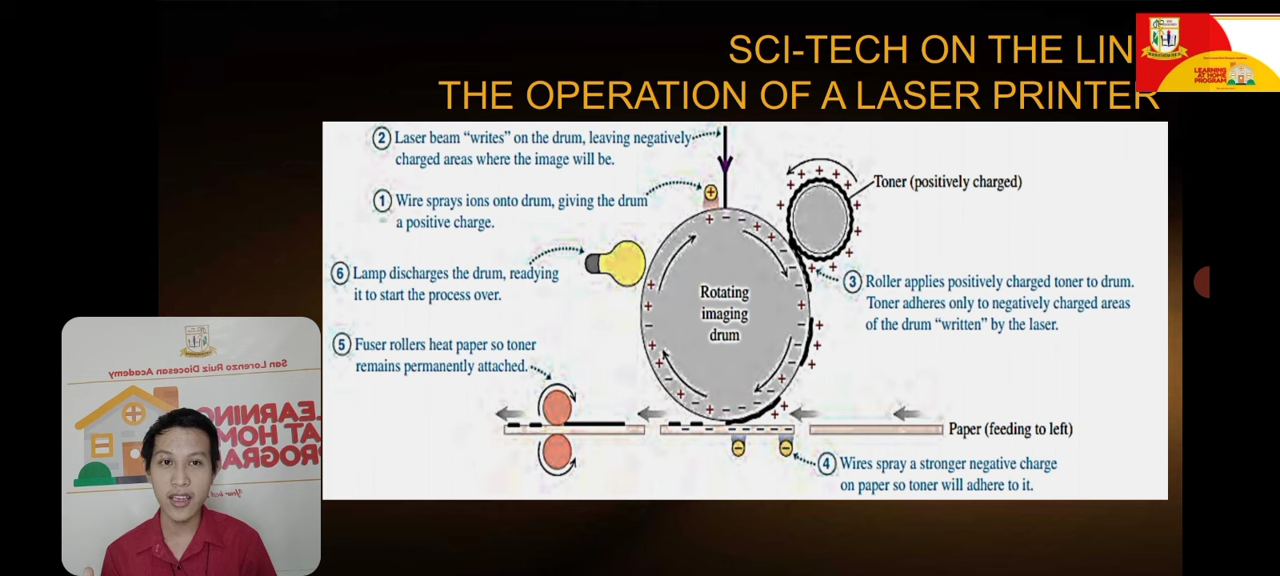 SCI-TECH ON THE LIN
THE OPERATION OF A LASER PRINTER
LEARNING
AT HOME
PROGRAM
2 Laser beam “writes” on the drum, leaving negatively
charged areas where the image will be.
1 Wire sprays ions onto drum, giving the drum
a positive charge.
Toner (positively charged)
6 Lamp discharges the drum, readying
it to start the process over.
Rotating
imaging
drum
3 Roller applies positively charged toner to drum.
Toner adheres only to negatively charged areas
of the drum “written” by the laser.
5 Fuser rollers heat paper so toner
remains permanently attached.
Paper (feeding to left)
4 Wires spray a stronger negative charge
on paper so toner will adhere to it.
San Lorenzo Ruiz Diocesan Academy
LEARNING
AT HOM
PROGRA
Your